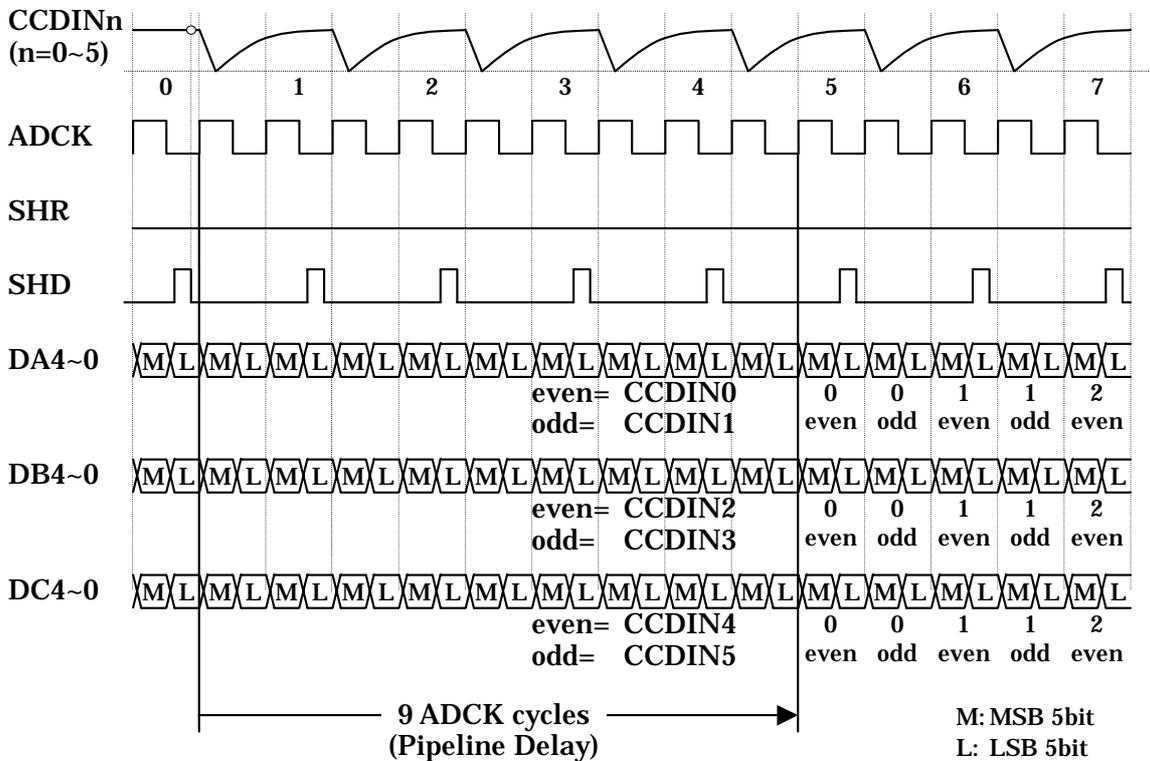 CCDINn
(n=0~5)
0 1 2 3 4 5 6 7
ADCK
SHR
SHD
DA4~0 M L M L M L M L M L M L M L M L M L M L M L M L M L M L M L
even= CCDIN0 0 0 1 1 2
odd= CCDIN1 even odd even odd even
DB4~0 M L M L M L M L M L M L M L M L M L M L M L M L M L M L M L
even= CCDIN2 0 0 1 1 2
odd= CCDIN3 even odd even odd even
DC4~0 M L M L M L M L M L M L M L M L M L M L M L M L M L M L M L
even= CCDIN4 0 0 1 1 2
odd= CCDIN5 even odd even odd even
9 ADCK cycles
(Pipeline Delay)
M: MSB 5bit
L: LSB 5bit